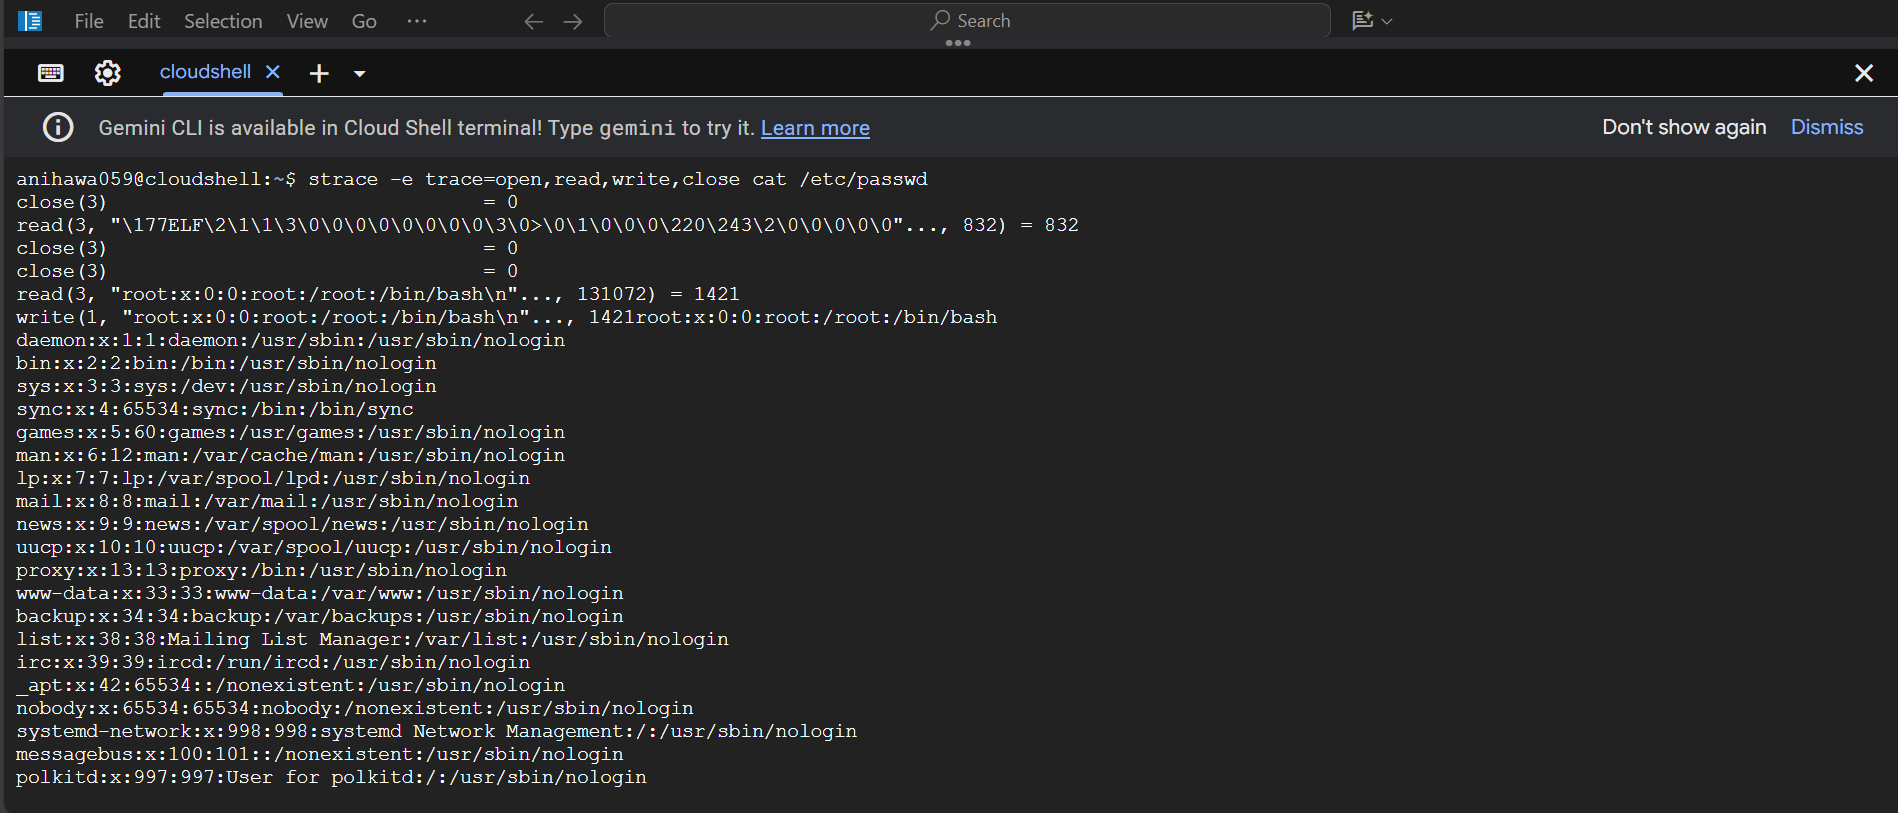 File Edit Selection View Go ··· Search
cloudshell
Gemini CLI is available in Cloud Shell terminal! Type gemini to try it. Learn more Don't show again Dismiss
anihawa059@cloudshell:~$ strace -e trace=open,read,write,close cat /etc/passwd
close(3)                                = 0
read(3, "\177ELF\2\1\1\3\0\0\0\0\0\0\0\0\3\0>\0\1\0\0\0\220\243\2\0\0\0\0\0"..., 832) = 832
close(3)                                = 0
close(3)                                = 0
read(3, "root:x:0:0:root:/root:/bin/bash\n"..., 131072) = 1421
write(1, "root:x:0:0:root:/root:/bin/bash\n"..., 1421root:x:0:0:root:/root:/bin/bash
daemon:x:1:1:daemon:/usr/sbin:/usr/sbin/nologin
bin:x:2:2:bin:/bin:/usr/sbin/nologin
sys:x:3:3:sys:/dev:/usr/sbin/nologin
sync:x:4:65534:sync:/bin:/bin/sync
games:x:5:60:games:/usr/games:/usr/sbin/nologin
man:x:6:12:man:/var/cache/man:/usr/sbin/nologin
lp:x:7:7:lp:/var/spool/lpd:/usr/sbin/nologin
mail:x:8:8:mail:/var/mail:/usr/sbin/nologin
news:x:9:9:news:/var/spool/news:/usr/sbin/nologin
uucp:x:10:10:uucp:/var/spool/uucp:/usr/sbin/nologin
proxy:x:13:13:proxy:/bin:/usr/sbin/nologin
www-data:x:33:33:www-data:/var/www:/usr/sbin/nologin
backup:x:34:34:backup:/var/backups:/usr/sbin/nologin
list:x:38:38:Mailing List Manager:/var/list:/usr/sbin/nologin
irc:x:39:39:ircd:/run/ircd:/usr/sbin/nologin
_apt:x:42:65534::/nonexistent:/usr/sbin/nologin
nobody:x:65534:65534:nobody:/nonexistent:/usr/sbin/nologin
systemd-network:x:998:998:systemd Network Management:/:/usr/sbin/nologin
messagebus:x:100:101::/nonexistent:/usr/sbin/nologin
polkitd:x:997:997:User for polkitd:/:/usr/sbin/nologin